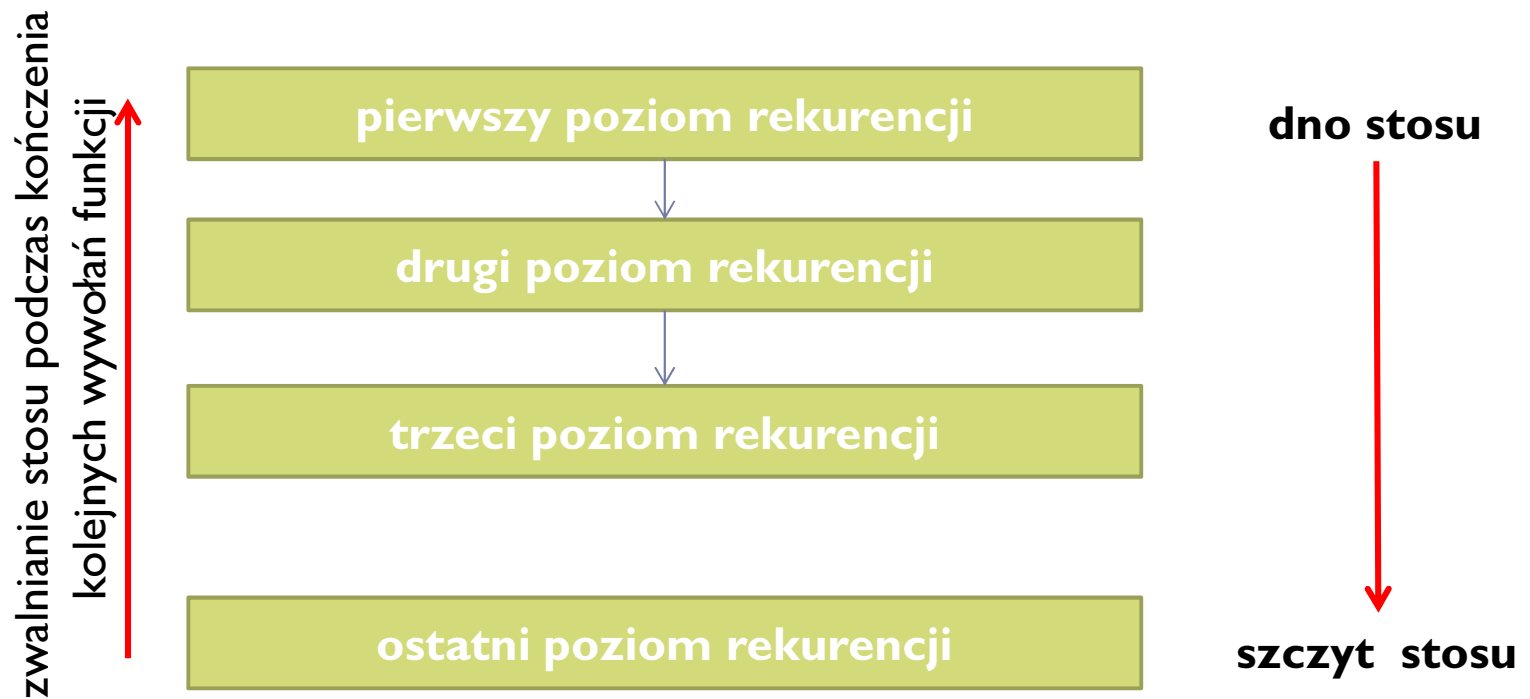 zwalnianie stosu podczas kończenia
kolejnych wywołań funkcji
pierwszy poziom rekurencji
dno stosu
drugi poziom rekurencji
trzeci poziom rekurencji
ostatni poziom rekurencji
szczyt stosu